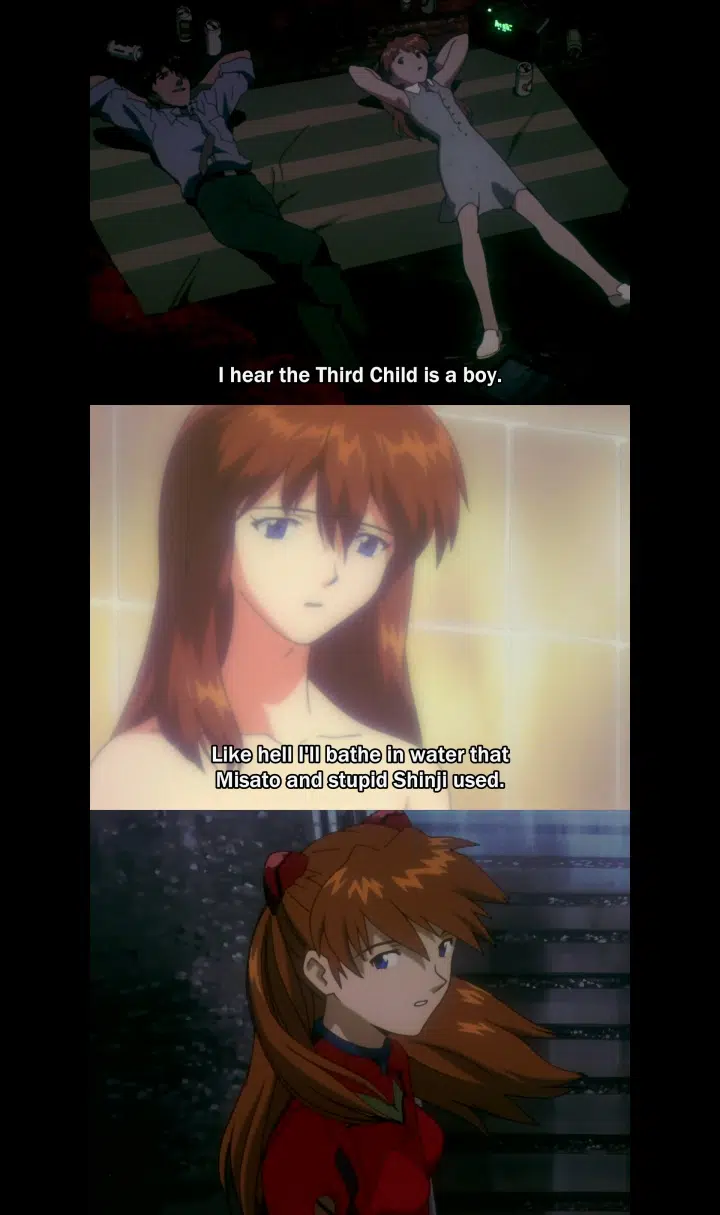 I hear the Third Child is a boy.
Like hell I'll bathe in water that
Misato and stupid Shinji used.